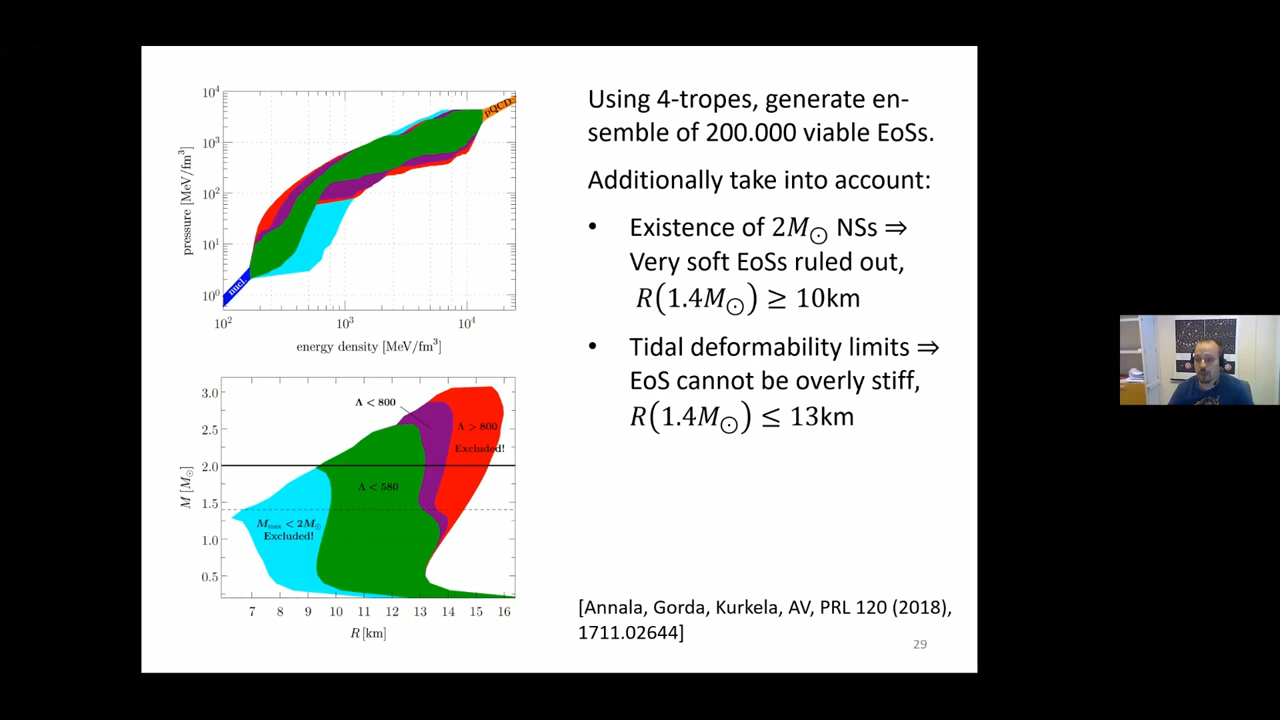 10⁴
10³
10²
10¹
10⁰
pressure [MeV/fm³]
pQCD
nucl.
10² 10³ 10⁴
energy density [MeV/fm³]
3.0
2.5
2.0
1.5
1.0
0.5
M [M⊙]
Λ < 800
Λ > 800
Excluded!
Λ < 580
Mmax < 2M⊙
Excluded!
7 8 9 10 11 12 13 14 15 16
R [km]
Using 4-tropes, generate en-
semble of 200.000 viable EoSs.
Additionally take into account:
• Existence of 2M⊙ NSs ⇒
Very soft EoSs ruled out,
R(1.4M⊙) ≥ 10km
• Tidal deformability limits ⇒
EoS cannot be overly stiff,
R(1.4M⊙) ≤ 13km
[Annala, Gorda, Kurkela, AV, PRL 120 (2018),
1711.02644]
29